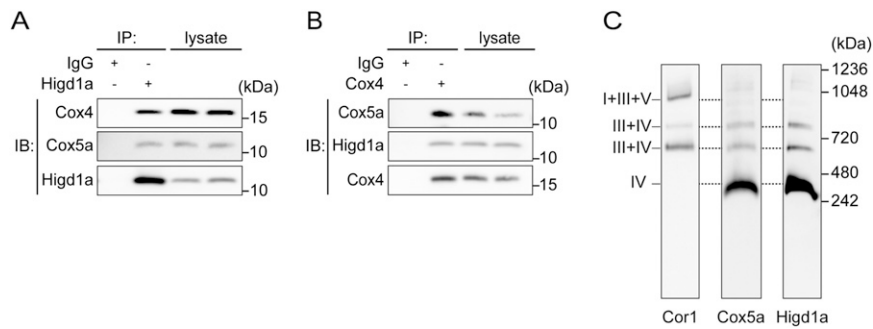 A
IP: lysate
IgG + -
Higd1a - + (kDa)
Cox4 15
IB: Cox5a 10
Higd1a 10
B
IP: lysate
IgG + -
Cox4 - + (kDa)
Cox5a 10
IB: Higd1a 10
Cox4 15
C
(kDa)
1236
I+III+V 1048
III+IV 720
III+IV 480
IV 242
Cor1 Cox5a Higd1a